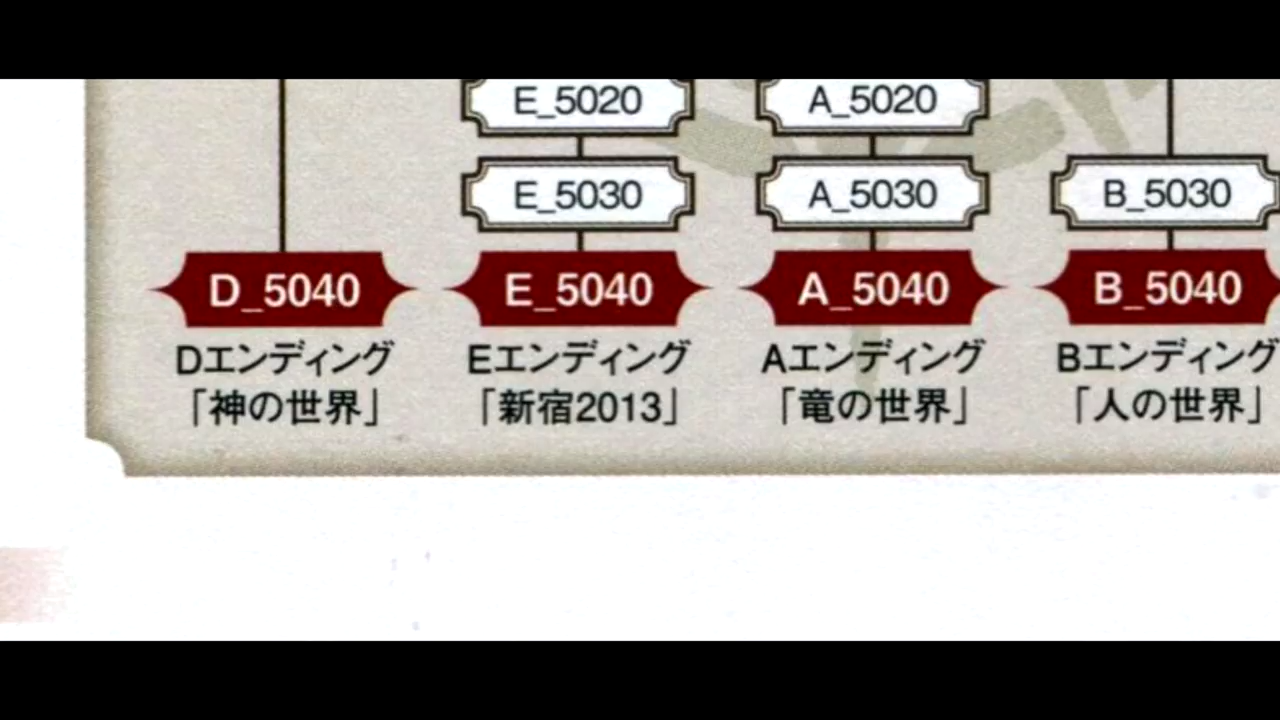 E_5020 A_5020
E_5030 A_5030 B_5030
D_5040 E_5040 A_5040 B_5040
Dエンディング Eエンディング Aエンディング Bエンディング
「神の世界」 「新宿2013」 「竜の世界」 「人の世界」